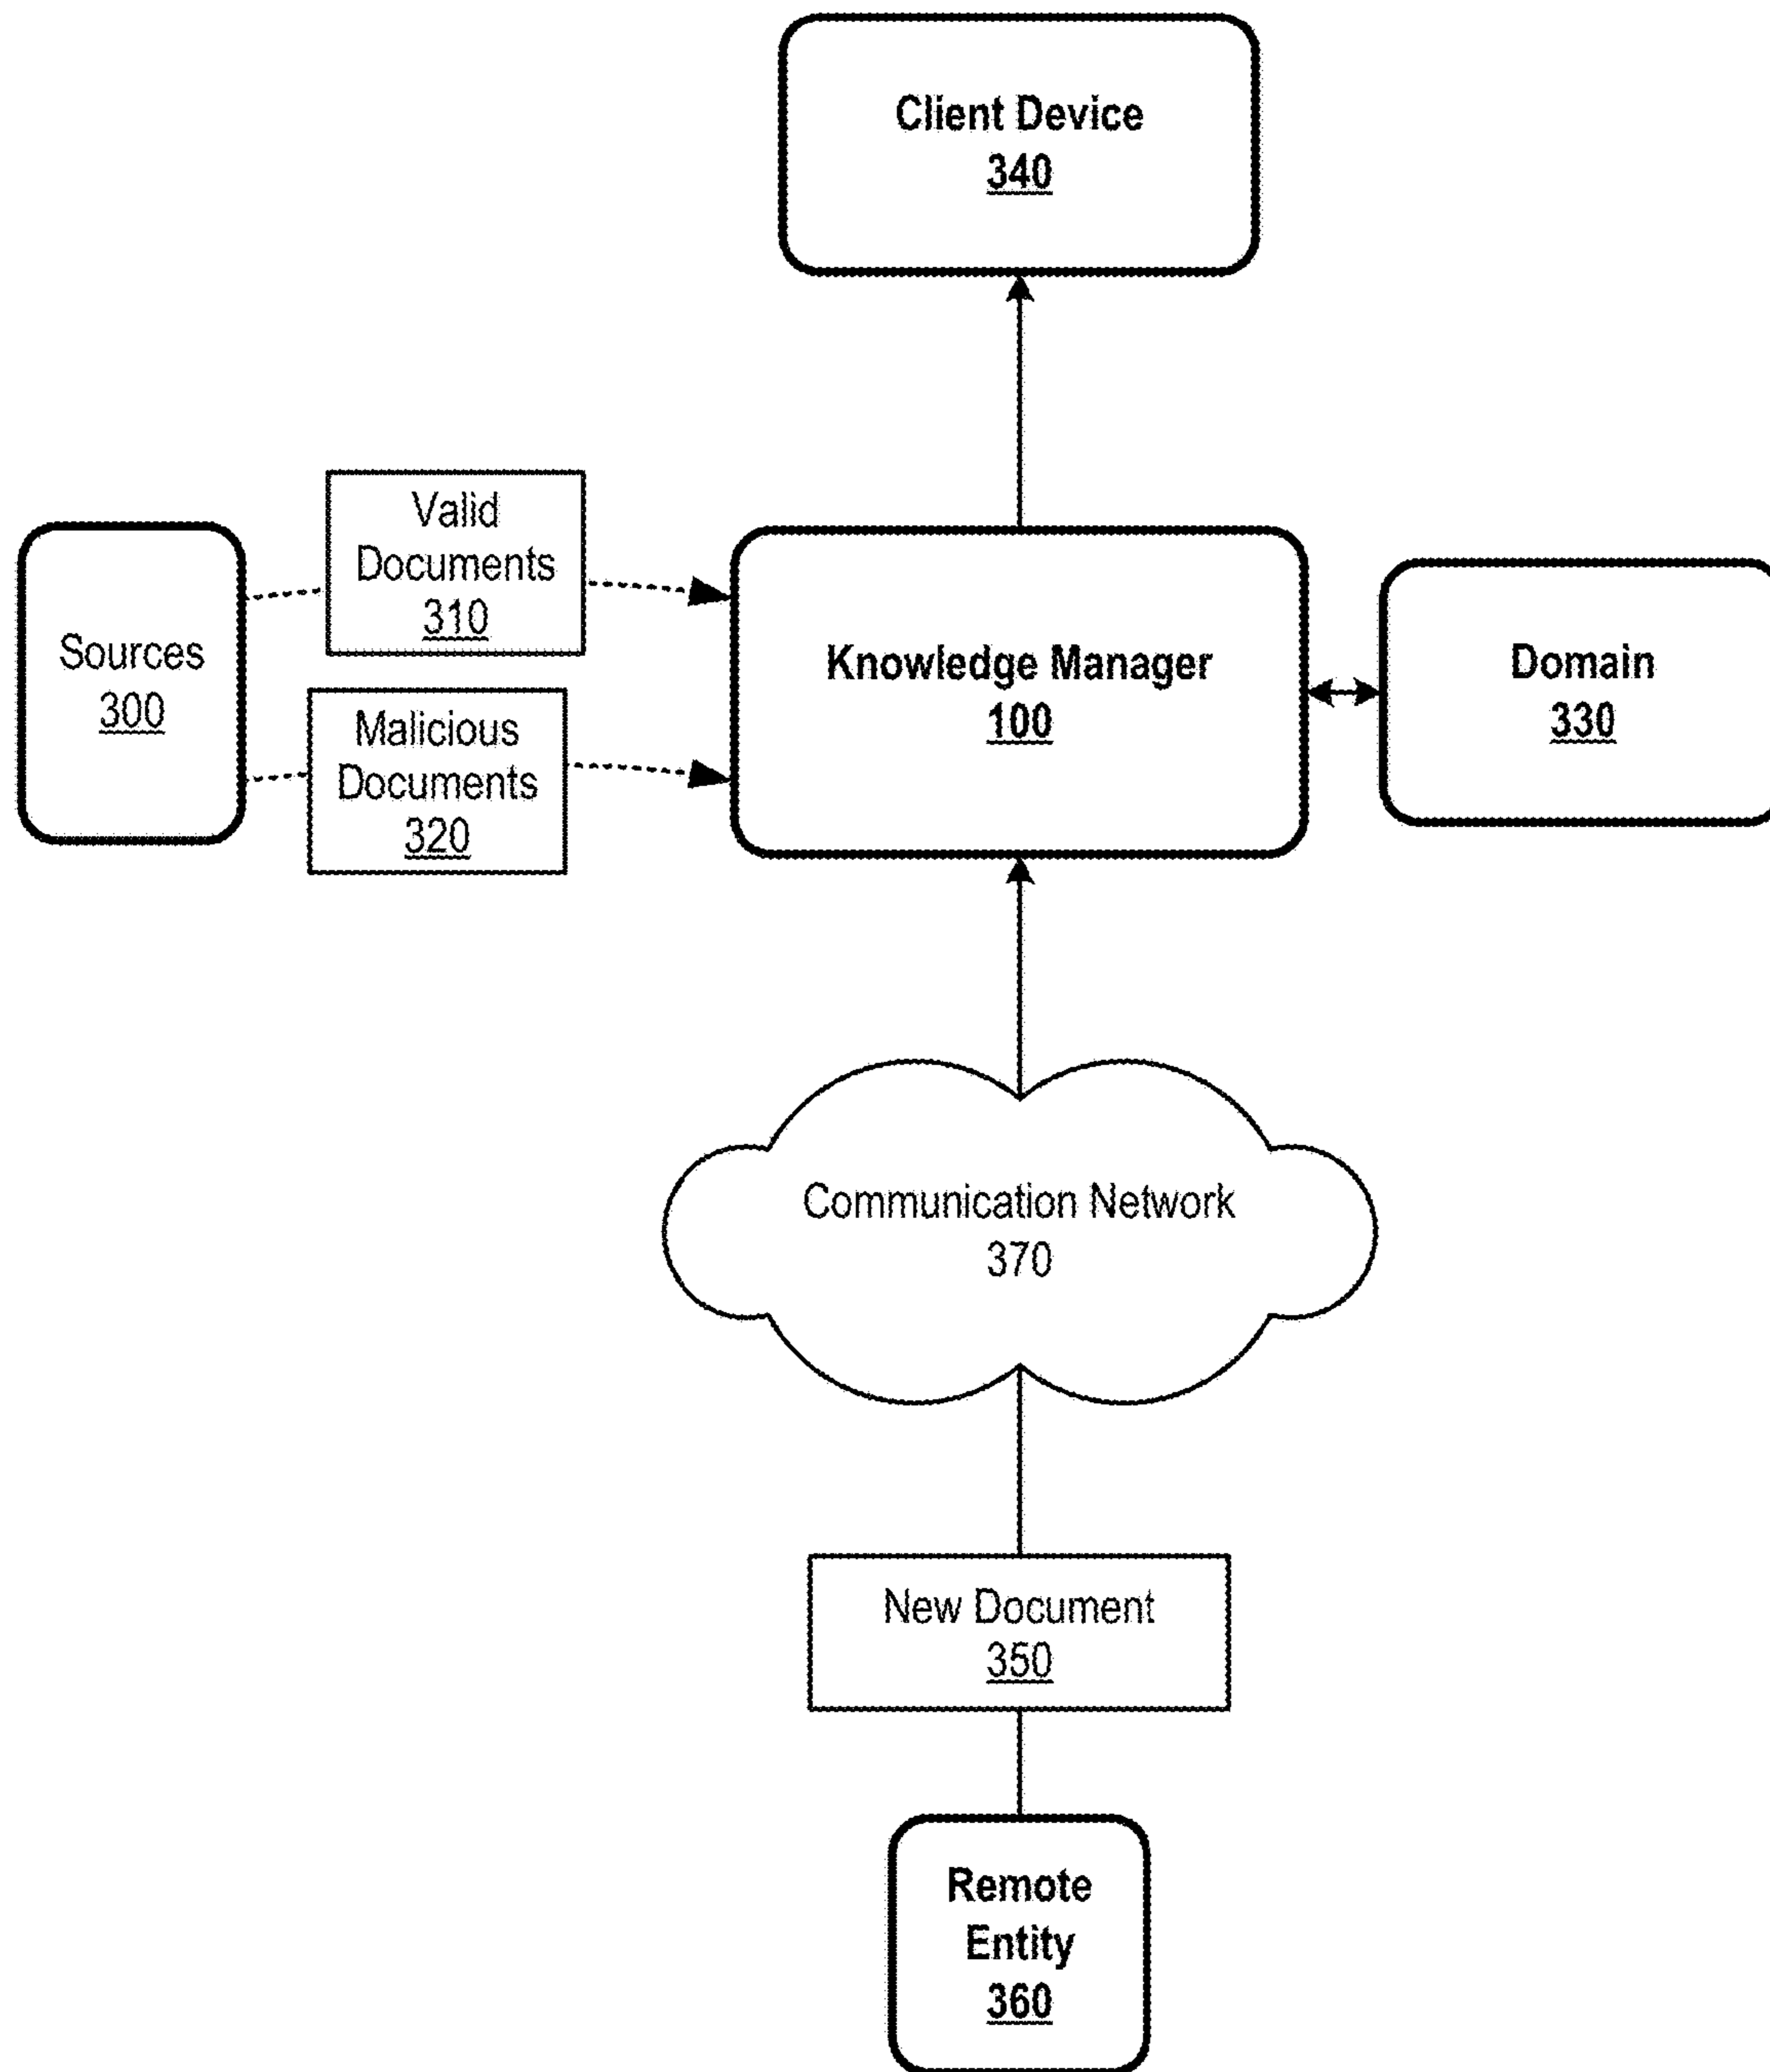 Client Device
340
Valid
Documents
310
Sources
300
Malicious
Documents
320
Knowledge Manager
100
Domain
330
Communication Network
370
New Document
350
Remote
Entity
360